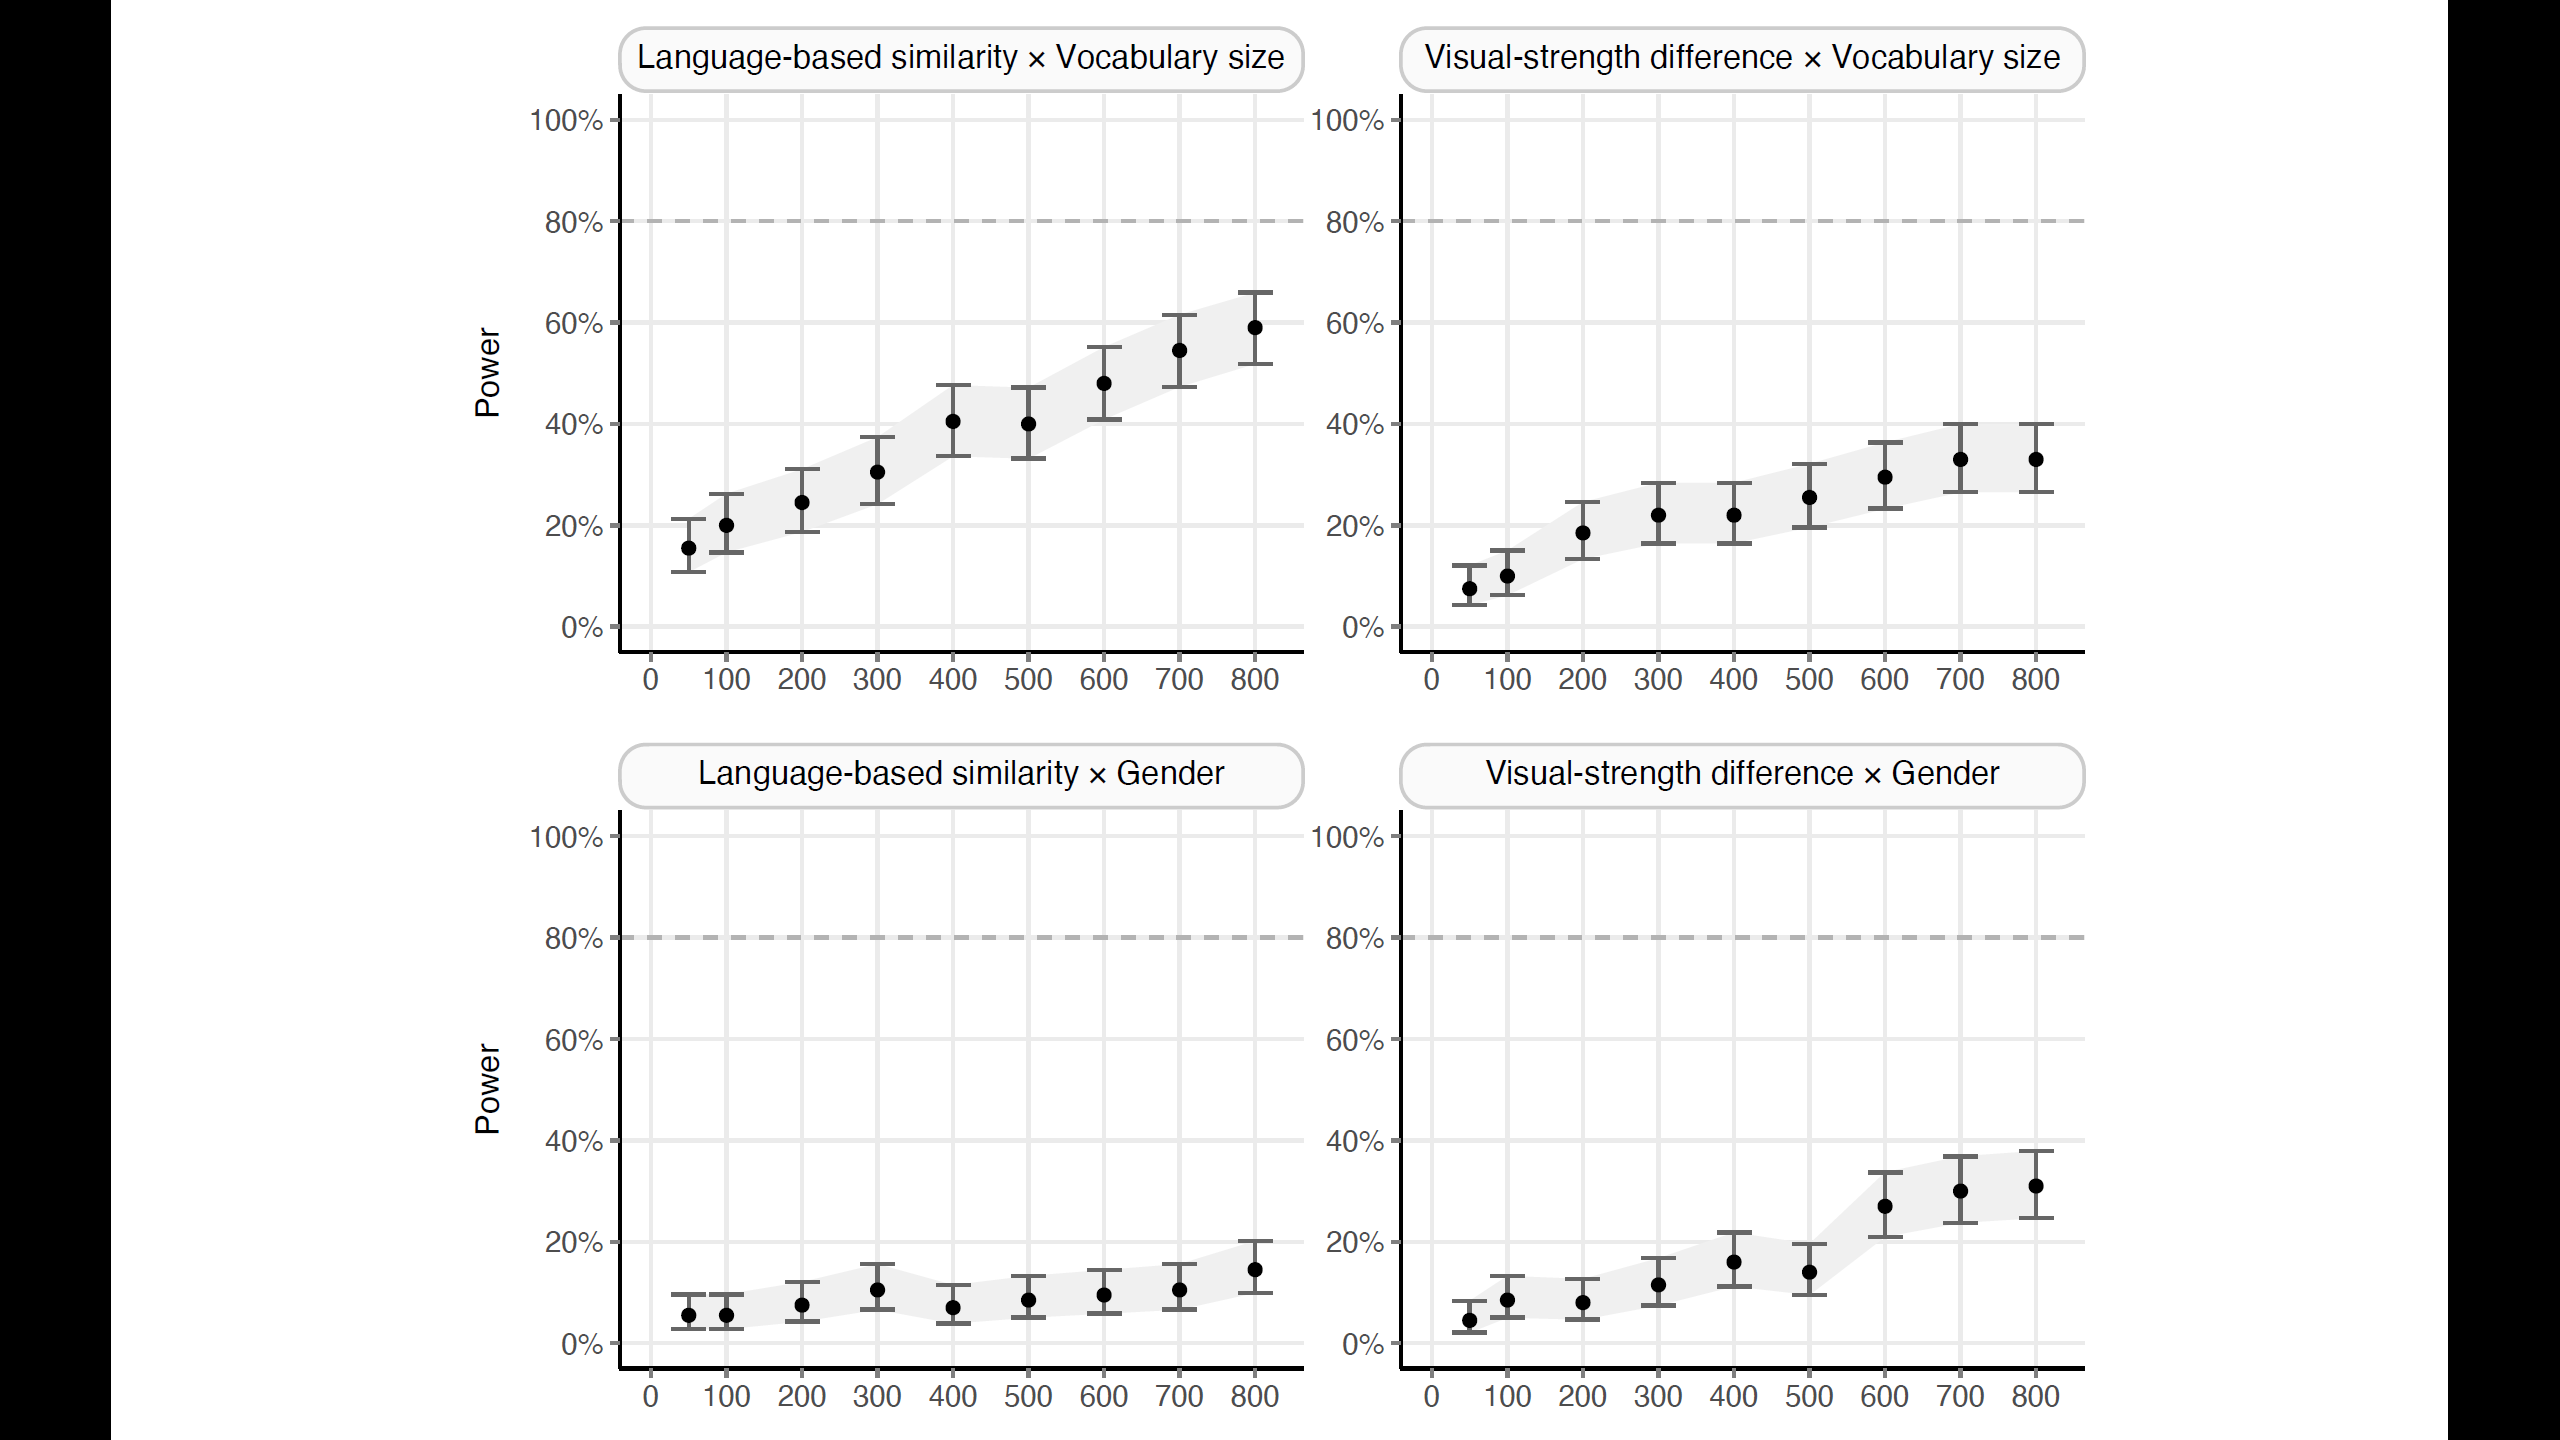 Language-based similarity × Vocabulary size
Visual-strength difference × Vocabulary size
Power
100%
80%
60%
40%
20%
0%
0 100 200 300 400 500 600 700 800
100%
80%
60%
40%
20%
0%
0 100 200 300 400 500 600 700 800
Language-based similarity × Gender
Visual-strength difference × Gender
Power
100%
80%
60%
40%
20%
0%
0 100 200 300 400 500 600 700 800
100%
80%
60%
40%
20%
0%
0 100 200 300 400 500 600 700 800